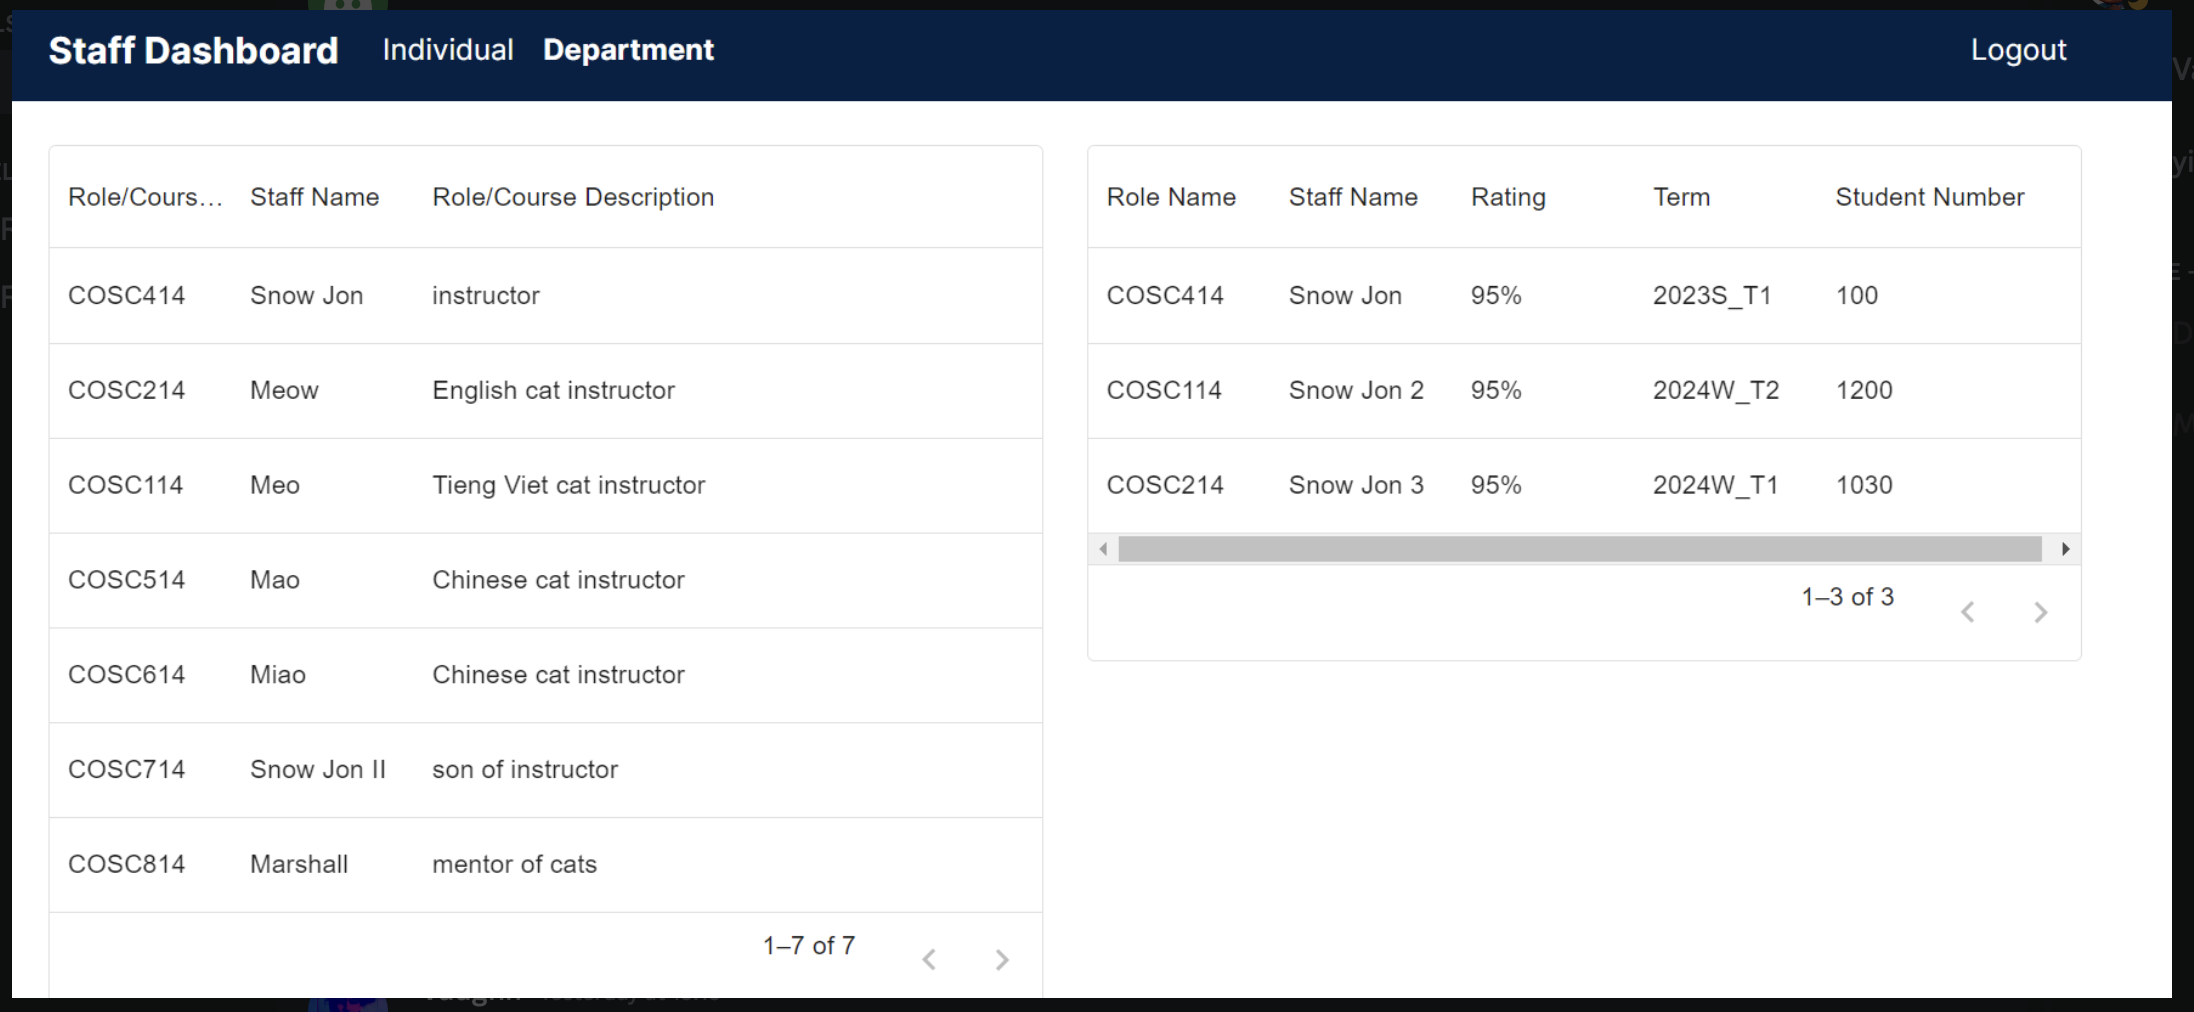 Staff Dashboard Individual Department Logout
Role/Cours... Staff Name Role/Course Description
COSC414 Snow Jon instructor
COSC214 Meow English cat instructor
COSC114 Meo Tieng Viet cat instructor
COSC514 Mao Chinese cat instructor
COSC614 Miao Chinese cat instructor
COSC714 Snow Jon II son of instructor
COSC814 Marshall mentor of cats
1–7 of 7
Role Name Staff Name Rating Term Student Number
COSC414 Snow Jon 95% 2023S_T1 100
COSC114 Snow Jon 2 95% 2024W_T2 1200
COSC214 Snow Jon 3 95% 2024W_T1 1030
1–3 of 3